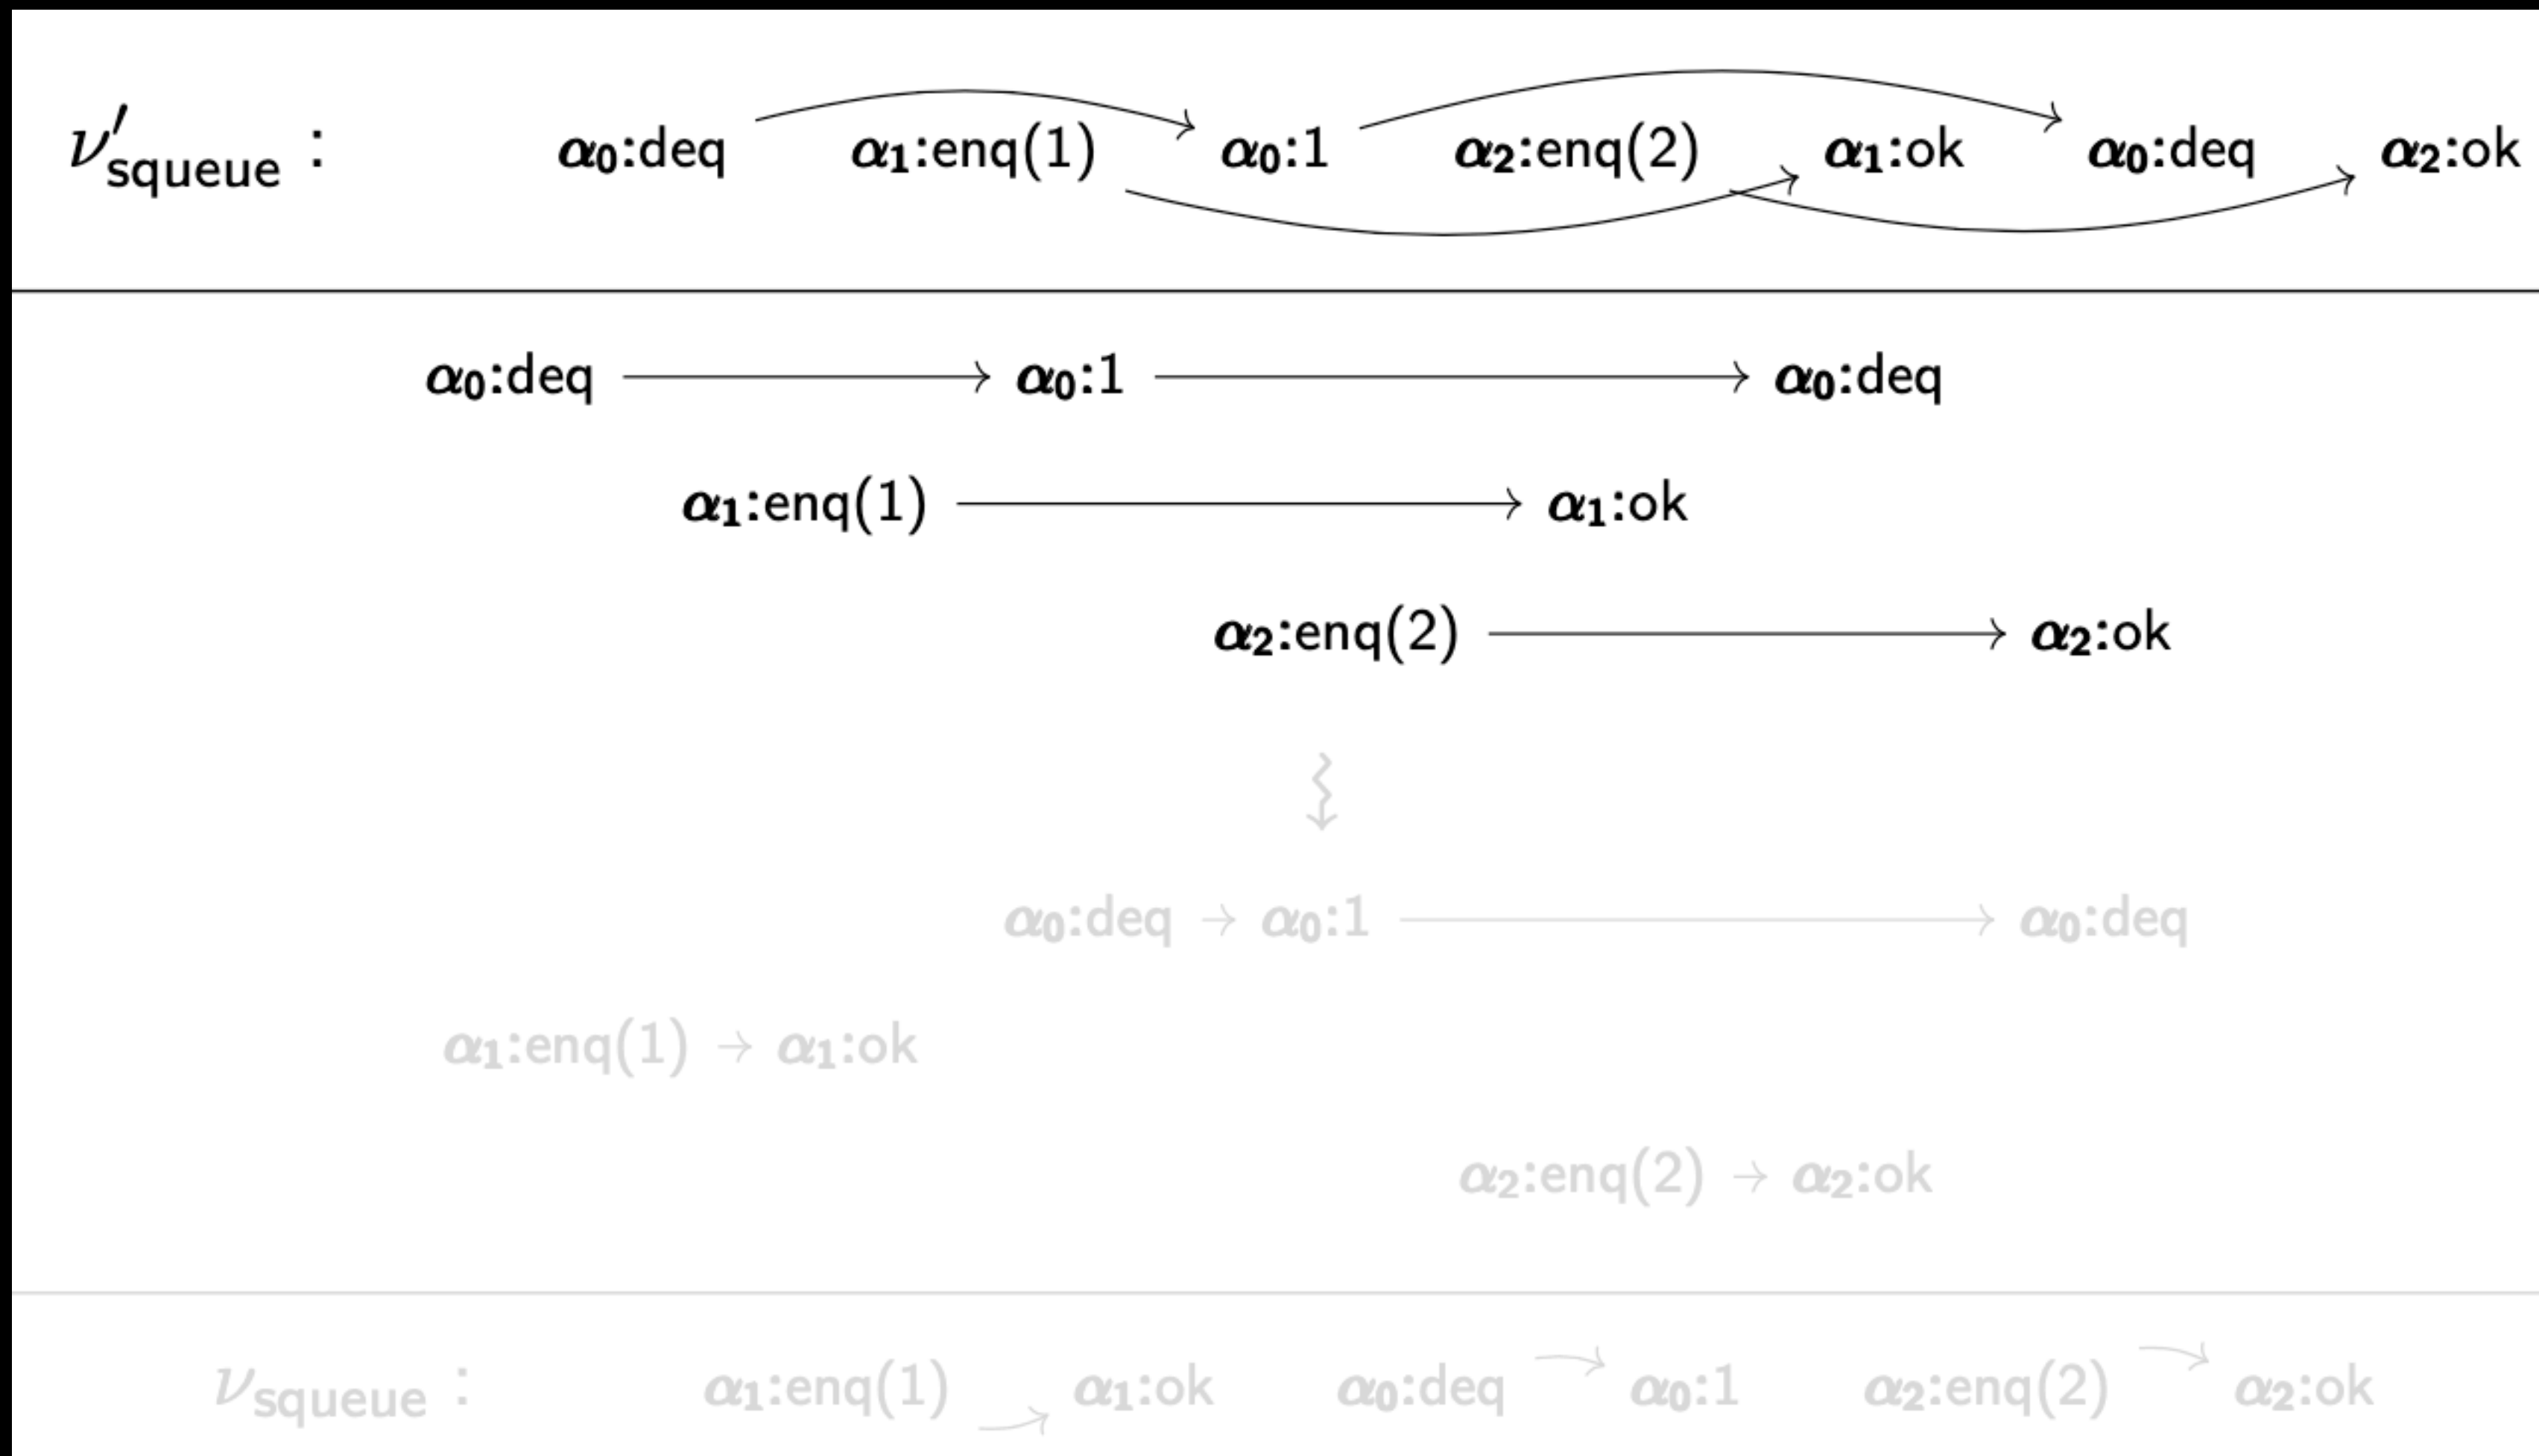 ν′squeue : α0:deq α1:enq(1) α0:1 α2:enq(2) α1:ok α0:deq α2:ok
α0:deq → α0:1 → α0:deq
α1:enq(1) → α1:ok
α2:enq(2) → α2:ok
α0:deq → α0:1 → α0:deq
α1:enq(1) → α1:ok
α2:enq(2) → α2:ok
νsqueue : α1:enq(1) α1:ok α0:deq α0:1 α2:enq(2) α2:ok